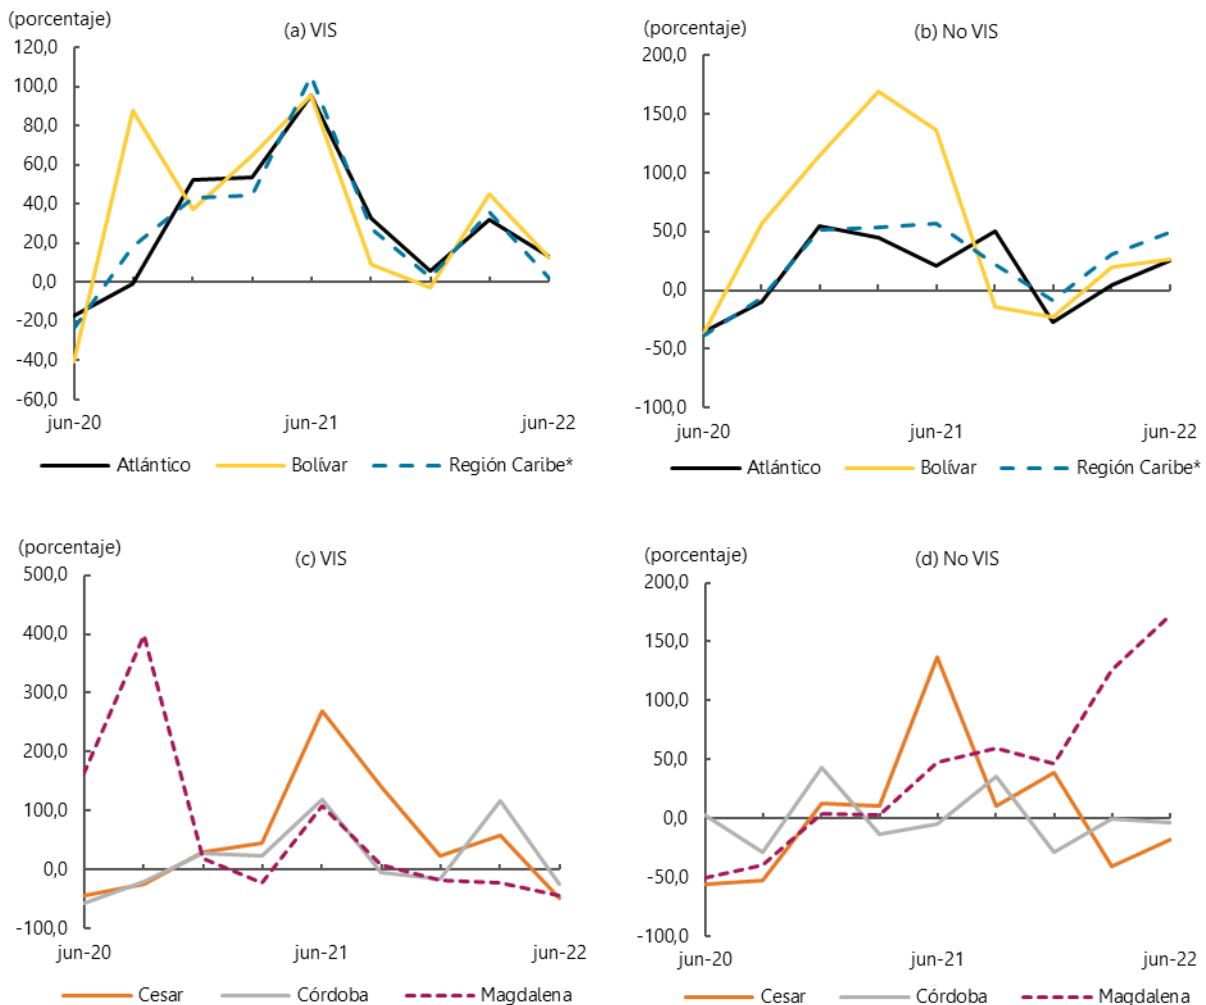 (porcentaje)
(a) VIS
120,0
100,0
80,0
60,0
40,0
20,0
0,0
-20,0
-40,0
-60,0
jun-20 jun-21 jun-22
Atlántico Bolívar Región Caribe*
(porcentaje)
(b) No VIS
200,0
150,0
100,0
50,0
0,0
-50,0
-100,0
jun-20 jun-21 jun-22
Atlántico Bolívar Región Caribe*
(porcentaje)
(c) VIS
500,0
400,0
300,0
200,0
100,0
0,0
-100,0
jun-20 jun-21 jun-22
Cesar Córdoba Magdalena
(porcentaje)
(d) No VIS
200,0
150,0
100,0
50,0
0,0
-50,0
-100,0
jun-20 jun-21 jun-22
Cesar Córdoba Magdalena